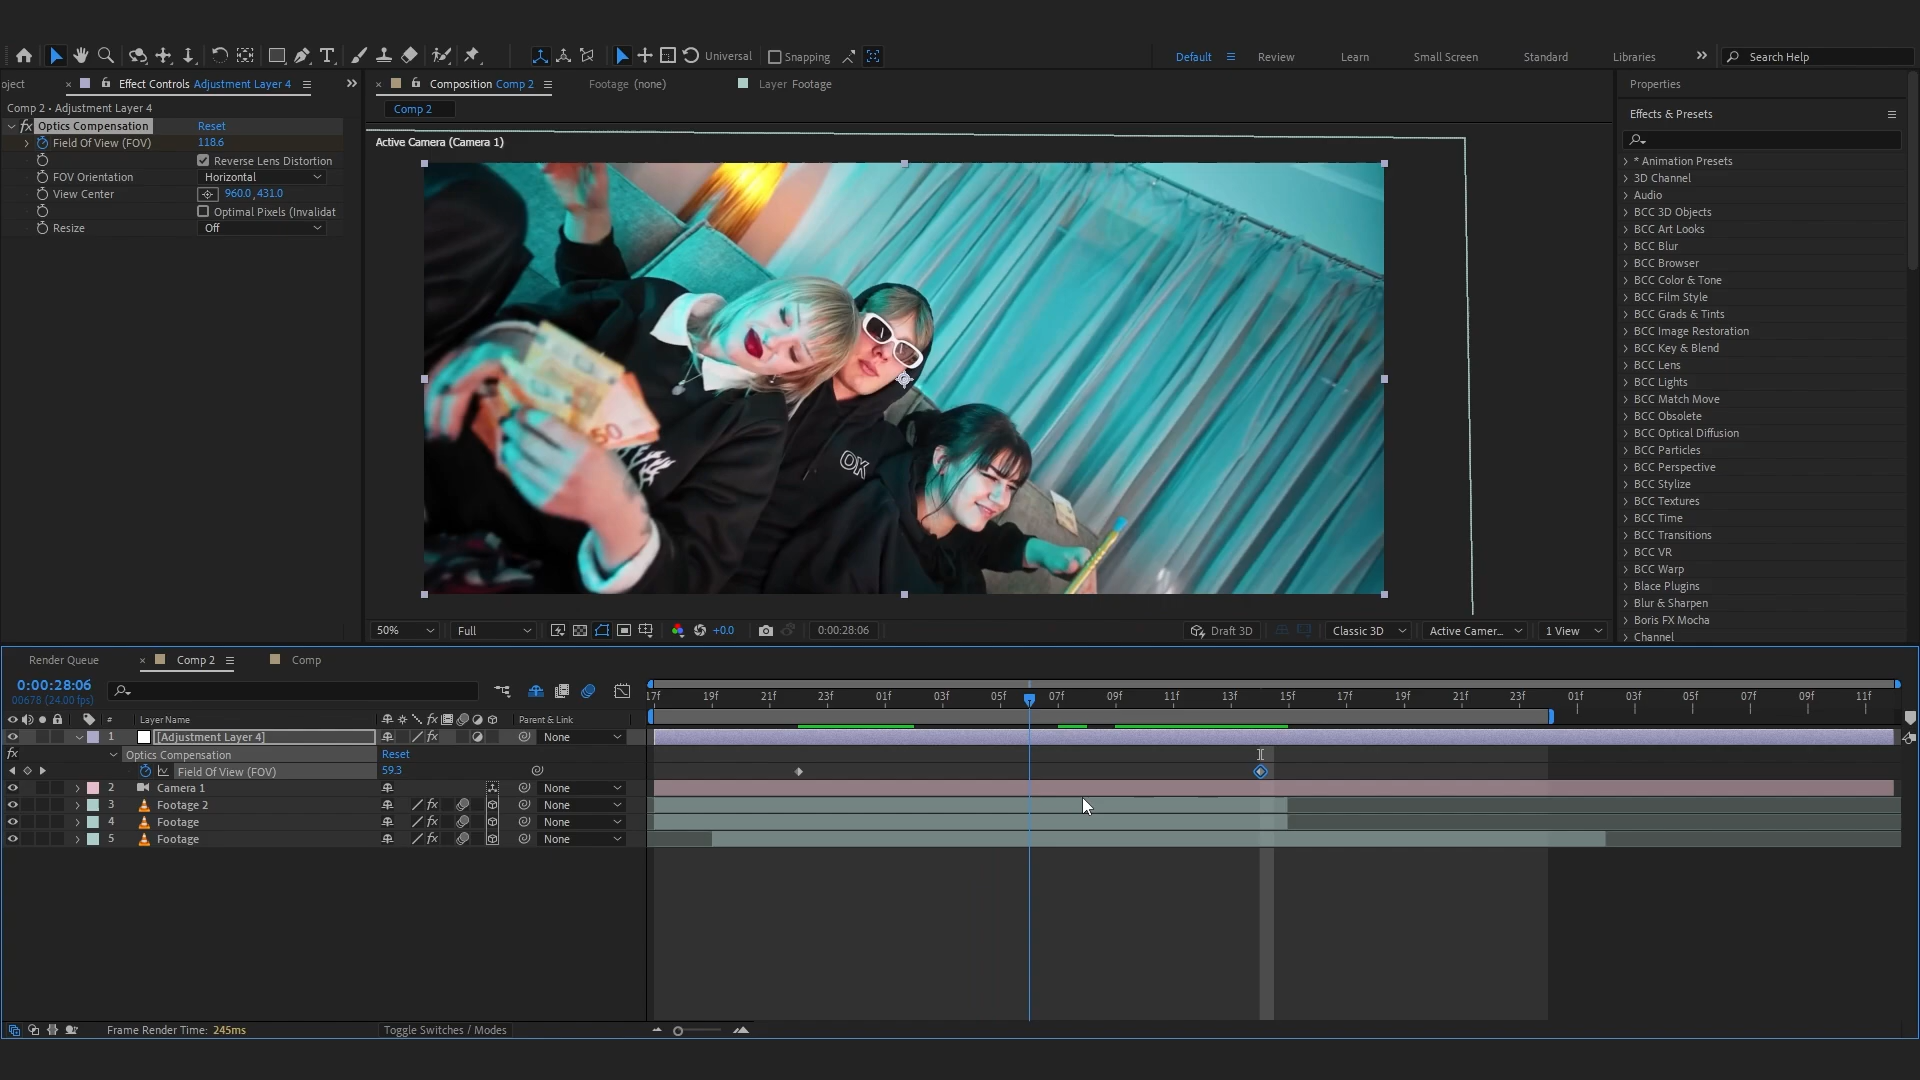 Universal
Snapping
Default
Review
Learn
Small Screen
Standard
Libraries
Search Help
oject
Effect Controls Adjustment Layer 4
Composition Comp 2
Footage (none)
Layer Footage
Properties
Comp 2 • Adjustment Layer 4
Comp 2
Effects & Presets
fx Optics Compensation Reset
Field Of View (FOV) 118.6
Reverse Lens Distortion
FOV Orientation Horizontal
View Center 960.0, 431.0
Optimal Pixels (Invalidat
Resize Off
Active Camera (Camera 1)
OK
50
* Animation Presets
3D Channel
Audio
BCC 3D Objects
BCC Art Looks
BCC Blur
BCC Browser
BCC Color & Tone
BCC Film Style
BCC Grads & Tints
BCC Image Restoration
BCC Key & Blend
BCC Lens
BCC Lights
BCC Match Move
BCC Obsolete
BCC Optical Diffusion
BCC Particles
BCC Perspective
BCC Stylize
BCC Textures
BCC Time
BCC Transitions
BCC VR
BCC Warp
Blace Plugins
Blur & Sharpen
Boris FX Mocha
Channel
50% Full +0.0 0:00:28:06 Draft 3D Classic 3D Active Camer... 1 View
Render Queue Comp 2 Comp
0:00:28:06
00678 (24.00 fps)
17f 19f 21f 23f 01f 03f 05f 07f 09f 11f 13f 15f 17f 19f 21f 23f 01f 03f 05f 07f 09f 11f
# Layer Name fx Parent & Link
1 [Adjustment Layer 4] fx None
fx Optics Compensation Reset
Field Of View (FOV) 59.3
2 Camera 1 None
3 Footage 2 fx None
4 Footage fx None
5 Footage fx None
Frame Render Time: 245ms Toggle Switches / Modes